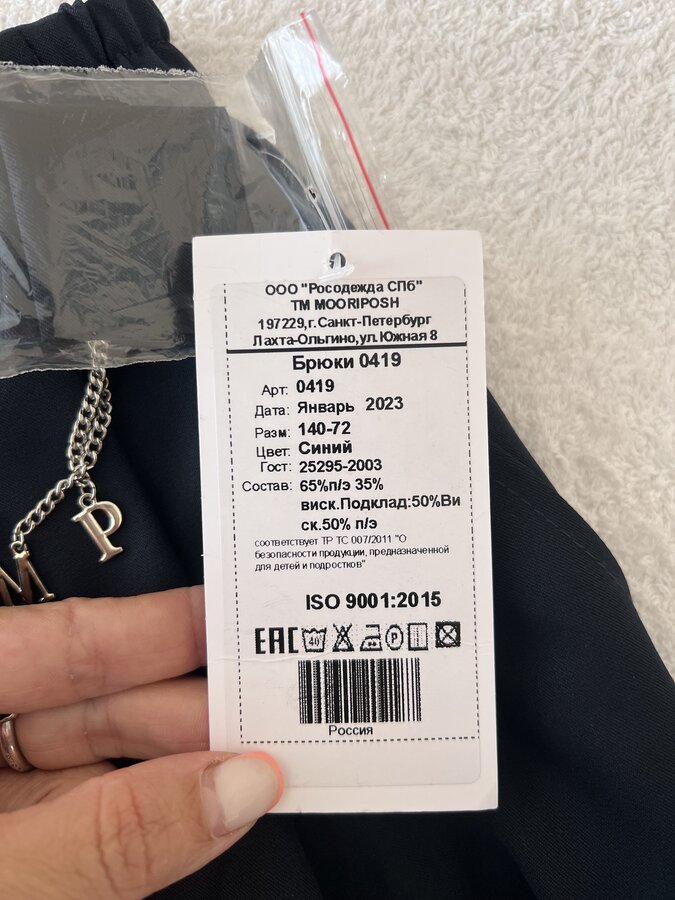 ООО "Росодежда СПб"
ТМ MOORIPOSH
197229,г.Санкт-Петербург
Лахта-Ольгино,ул.Южная 8
Брюки 0419
Арт: 0419
Дата: Январь 2023
Разм: 140-72
Цвет: Синий
Гост: 25295-2003
Состав: 65%п/э 35%
виск.Подклад:50%Ви
ск.50% п/э
соответствует ТР ТС 007/2011 "О
безопасности продукции, предназначенной
для детей и подростков"
ISO 9001:2015
EAC 40 P
Россия
P
M